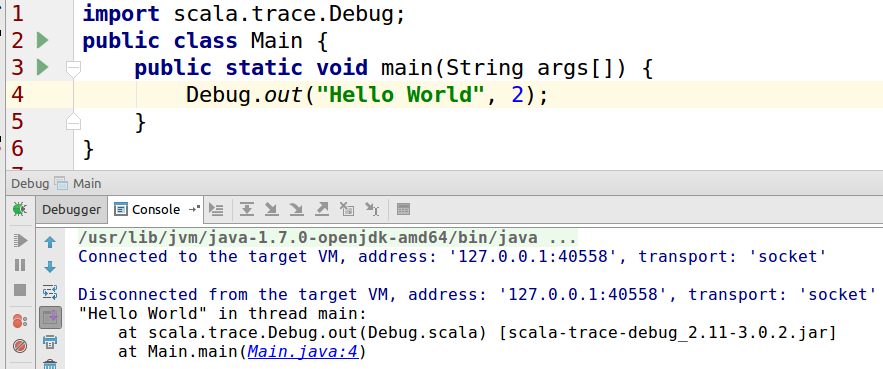 1 import scala.trace.Debug;
2 public class Main {
3 public static void main(String args[]) {
4 Debug.out("Hello World", 2);
5 }
6 }
Debug Main
Debugger Console
/usr/lib/jvm/java-1.7.0-openjdk-amd64/bin/java ...
Connected to the target VM, address: '127.0.0.1:40558', transport: 'socket'
Disconnected from the target VM, address: '127.0.0.1:40558', transport: 'socket'
"Hello World" in thread main:
at scala.trace.Debug.out(Debug.scala) [scala-trace-debug_2.11-3.0.2.jar]
at Main.main(Main.java:4)